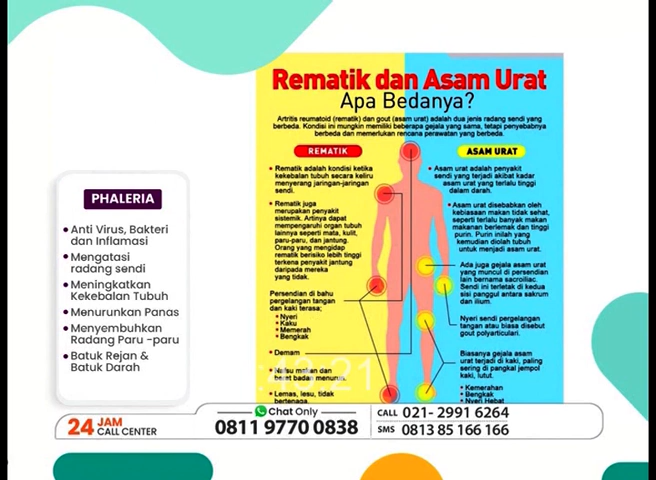 Rematik dan Asam Urat
Apa Bedanya?
Artritis reumatoid (rematik) dan gout (asam urat) adalah dua jenis radang sendi yang
berbeda. Kondisi ini mungkin memiliki beberapa gejala yang sama, tetapi penyebabnya
berbeda dan memerlukan rencana perawatan yang berbeda.
REMATIK
• Rematik adalah kondisi ketika
kekebalan tubuh secara keliru
menyerang jaringan-jaringan
sendi.
• Rematik juga
merupakan penyakit
sistemik. Artinya dapat
mempengaruhi organ tubuh
lainnya seperti mata, kulit,
paru-paru, dan jantung.
Orang yang mengidap
rematik berisiko lebih tinggi
terkena penyakit jantung
daripada mereka
yang tidak.
Persendian di bahu
pergelangan tangan
dan kaki terasa;
• Nyeri
• Kaku
• Memerah
• Bengkak
• Demam
• Nafsu makan dan
berat badan menurun.
• Lemas, lesu, tidak
bertenaga.
ASAM URAT
• Asam urat adalah penyakit
sendi yang terjadi akibat kadar
asam urat yang terlalu tinggi
dalam darah.
• Asam urat disebabkan oleh
kebiasaan makan tidak sehat,
seperti terlalu banyak makan
makanan berlemak dan tinggi
purin. Purin inilah yang
kemudian diolah tubuh
untuk menjadi asam urat.
Ada juga gejala asam urat
yang muncul di persendian
lain bernama sacroiliac.
Sendi ini terletak di kedua
sisi panggul antara sakrum
dan ilium.
Nyeri sendi pergelangan
tangan atau biasa disebut
gout polyarticulari.
Biasanya gejala asam
urat terjadi di kaki, paling
sering di pangkal jempol
kaki, lutut.
• Kemerahan
• Bengkak
• Nyeri Hebat
PHALERIA
• Anti Virus, Bakteri
dan Inflamasi
• Mengatasi
radang sendi
• Meningkatkan
Kekebalan Tubuh
• Menurunkan Panas
• Menyembuhkan
Radang Paru -paru
• Batuk Rejan &
Batuk Darah
24 JAM
CALL CENTER
Chat Only
0811 9770 0838
CALL 021- 2991 6264
SMS 0813 85 166 166